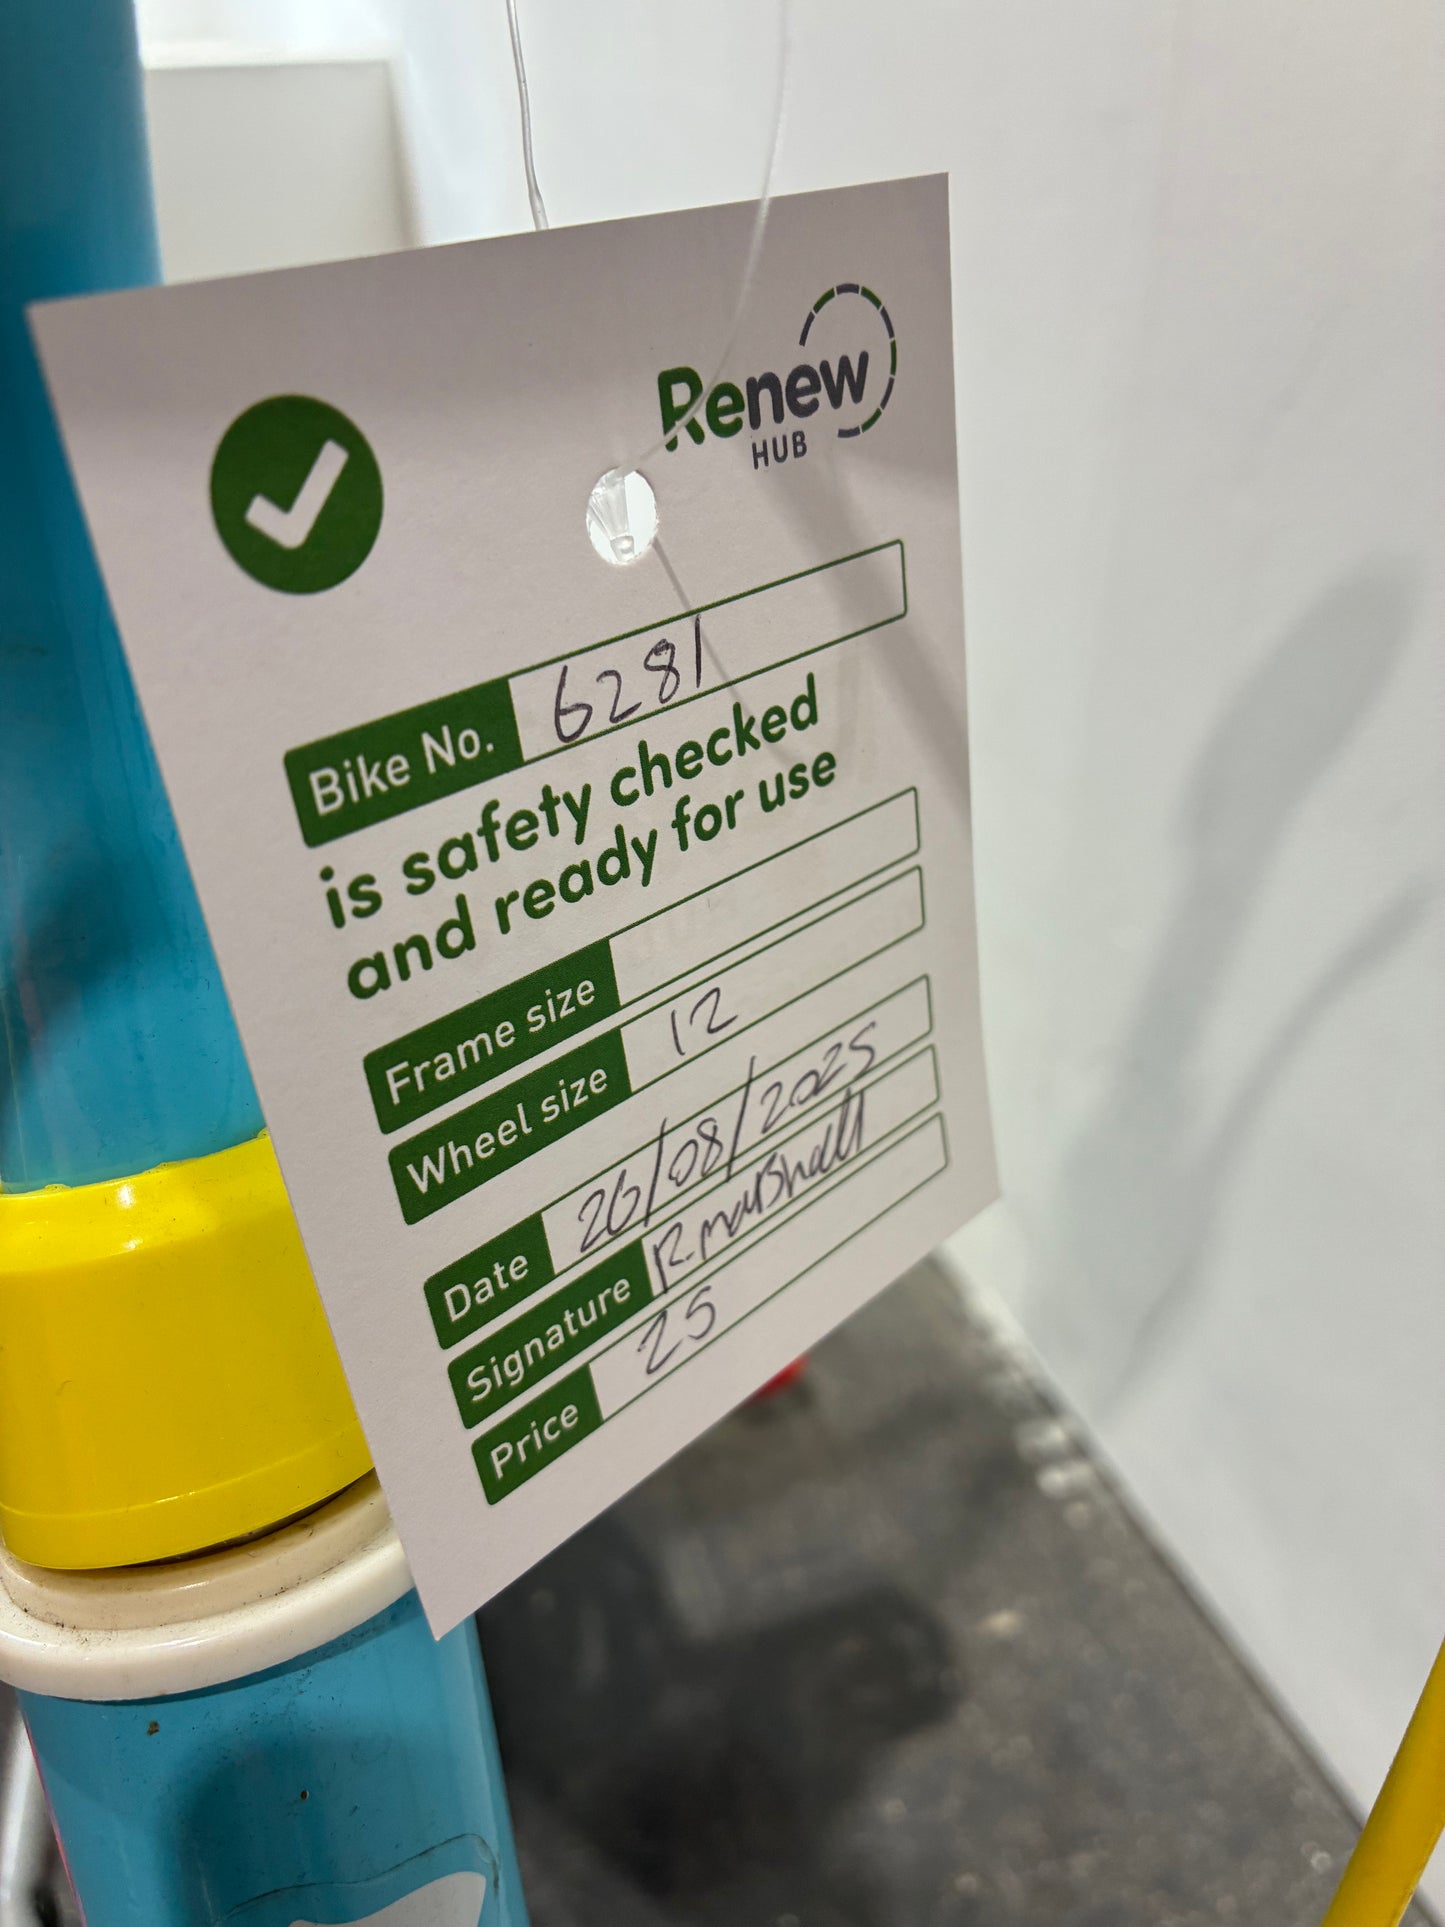 Renew
HUB
Bike No. 6281
is safety checked
and ready for use
Frame size
Wheel size 12
Date 26/08/2025
Signature R.marshall
Price 25